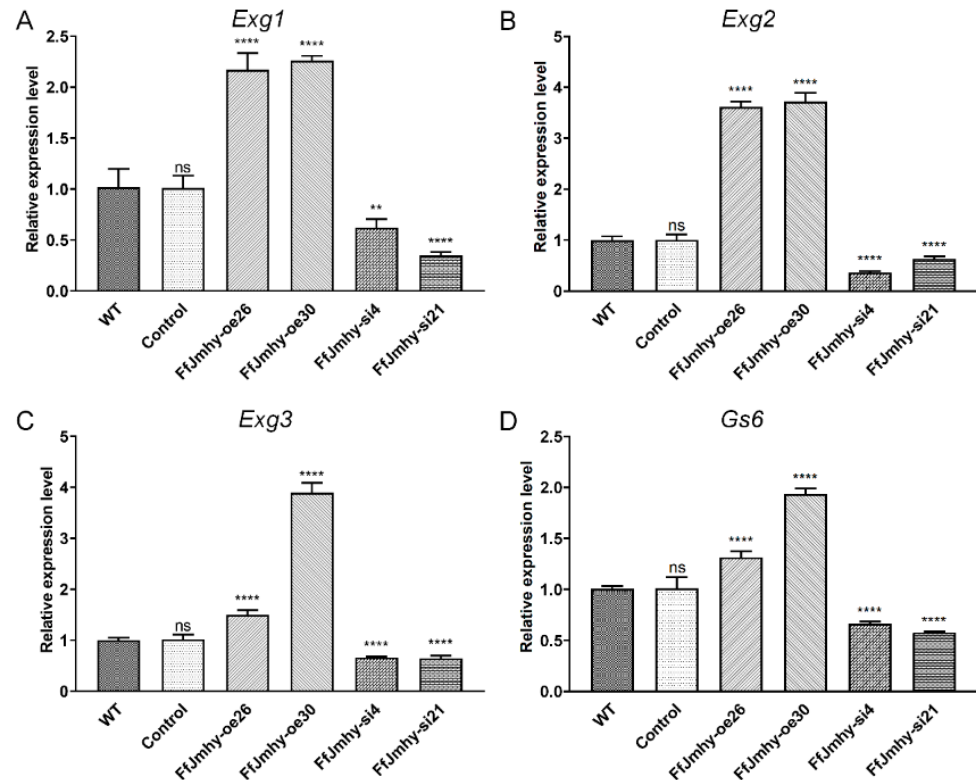 A
Exg1
Relative expression level
2.5
2.0
1.5
1.0
0.5
0.0
ns
****
****
**
****
WT
Control
FfJmhy-oe26
FfJmhy-oe30
FfJmhy-si4
FfJmhy-si21
B
Exg2
Relative expression level
5
4
3
2
1
0
ns
****
****
****
****
WT
Control
FfJmhy-oe26
FfJmhy-oe30
FfJmhy-si4
FfJmhy-si21
C
Exg3
Relative expression level
5
4
3
2
1
0
ns
****
****
****
****
WT
Control
FfJmhy-oe26
FfJmhy-oe30
FfJmhy-si4
FfJmhy-si21
D
Gs6
Relative expression level
2.5
2.0
1.5
1.0
0.5
0.0
ns
****
****
****
****
WT
Control
FfJmhy-oe26
FfJmhy-oe30
FfJmhy-si4
FfJmhy-si21